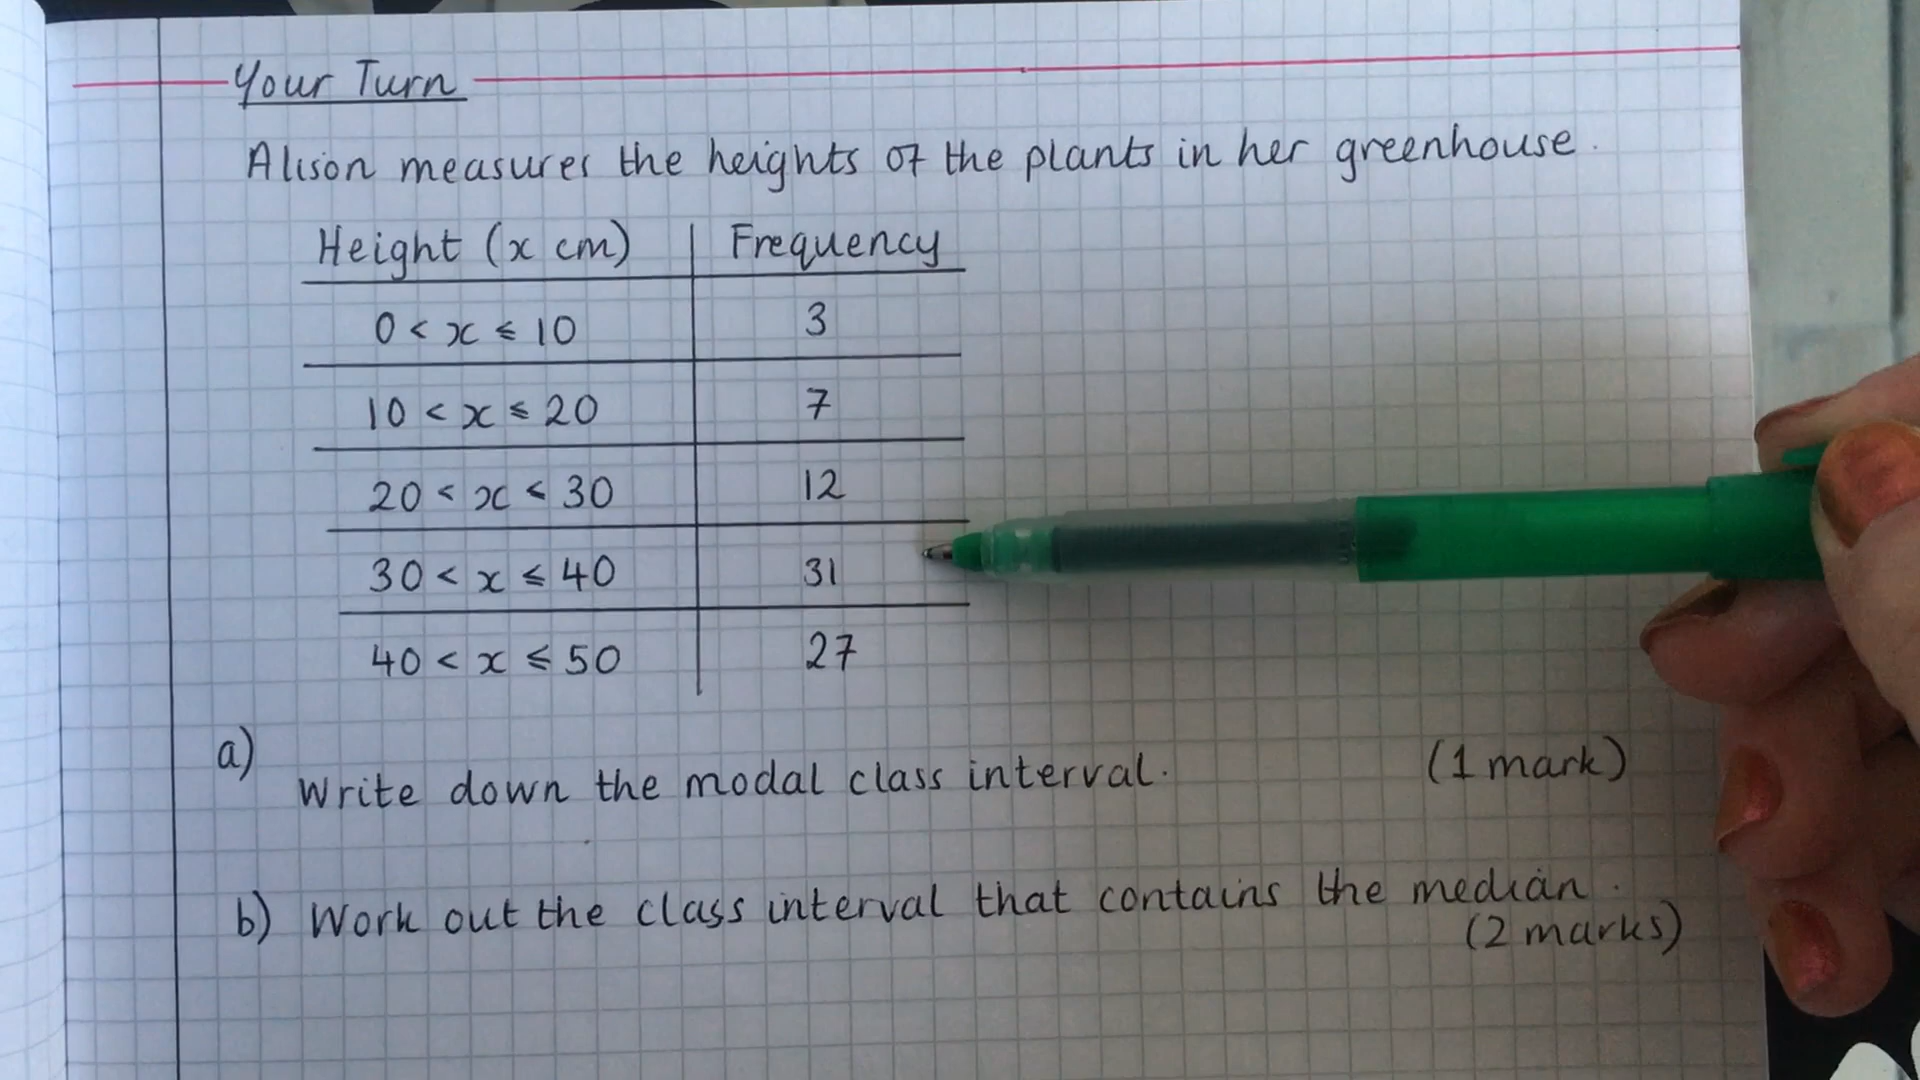 Your Turn
Alison measures the heights of the plants in her greenhouse.
Height (x cm) Frequency
0 < x ≤ 10 3
10 < x ≤ 20 7
20 < x < 30 12
30 < x ≤ 40 31
40 < x ≤ 50 27
a) Write down the modal class interval. (1 mark)
b) Work out the class interval that contains the median.
(2 marks)